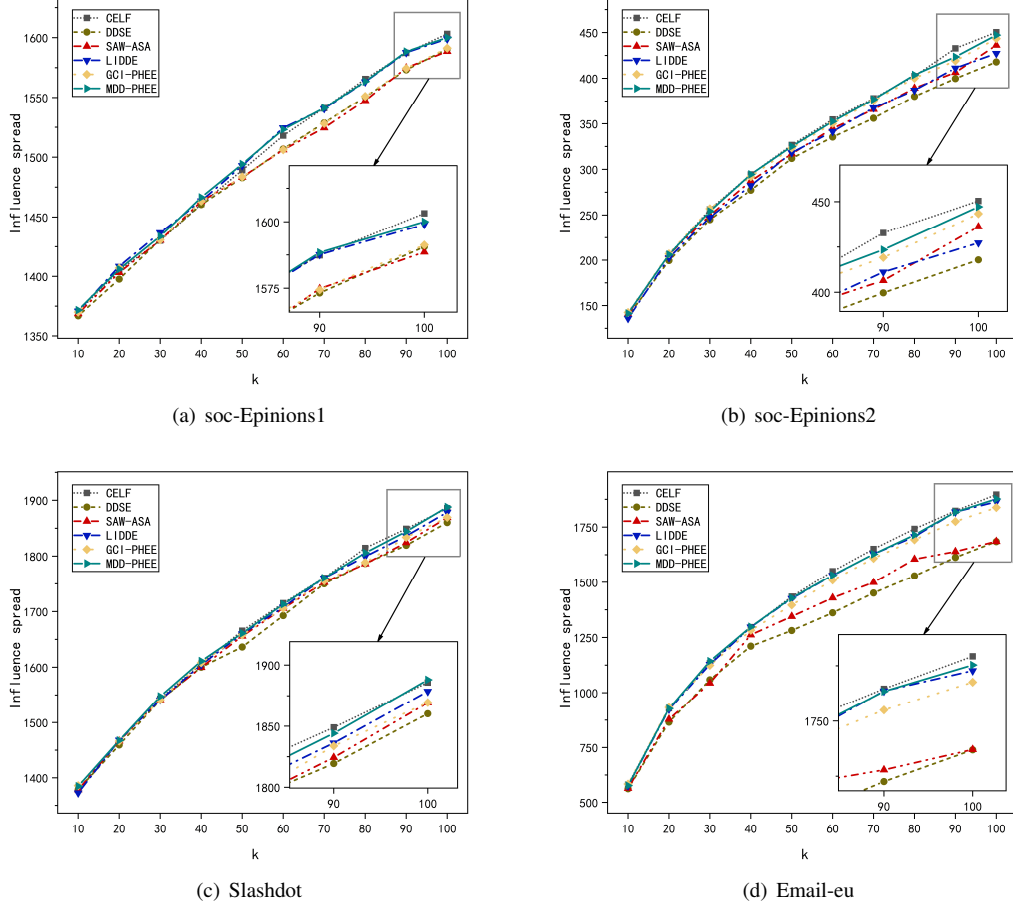 CELF
DDSE
SAW-ASA
LIDDE
GCI-PHEE
MDD-PHEE
Influence spread
1600
1550
1500
1450
1400
1350
1600
1575
90 100
10 20 30 40 50 60 70 80 90 100
k
(a) soc-Epinions1
CELF
DDSE
SAW-ASA
LIDDE
GCI-PHEE
MDD-PHEE
Influence spread
450
400
350
300
250
200
150
450
400
90 100
10 20 30 40 50 60 70 80 90 100
k
(b) soc-Epinions2
CELF
DDSE
SAW-ASA
LIDDE
GCI-PHEE
MDD-PHEE
Influence spread
1900
1800
1700
1600
1500
1400
1900
1850
1800
90 100
10 20 30 40 50 60 70 80 90 100
k
(c) Slashdot
CELF
DDSE
SAW-ASA
LIDDE
GCI-PHEE
MDD-PHEE
Influence spread
1750
1500
1250
1000
750
500
1750
90 100
10 20 30 40 50 60 70 80 90 100
k
(d) Email-eu